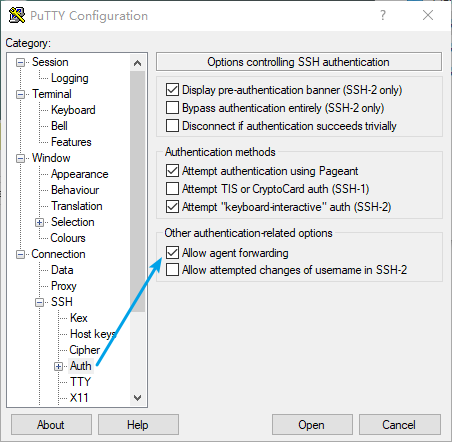 PuTTY Configuration
?
Category:
Session
Logging
Terminal
Keyboard
Bell
Features
Window
Appearance
Behaviour
Translation
Selection
Colours
Connection
Data
Proxy
SSH
Kex
Host keys
Cipher
Auth
TTY
X11
Options controlling SSH authentication
Display pre-authentication banner (SSH-2 only)
Bypass authentication entirely (SSH-2 only)
Disconnect if authentication succeeds trivially
Authentication methods
Attempt authentication using Pageant
Attempt TIS or CryptoCard auth (SSH-1)
Attempt "keyboard-interactive" auth (SSH-2)
Other authentication-related options
Allow agent forwarding
Allow attempted changes of username in SSH-2
About
Help
Open
Cancel